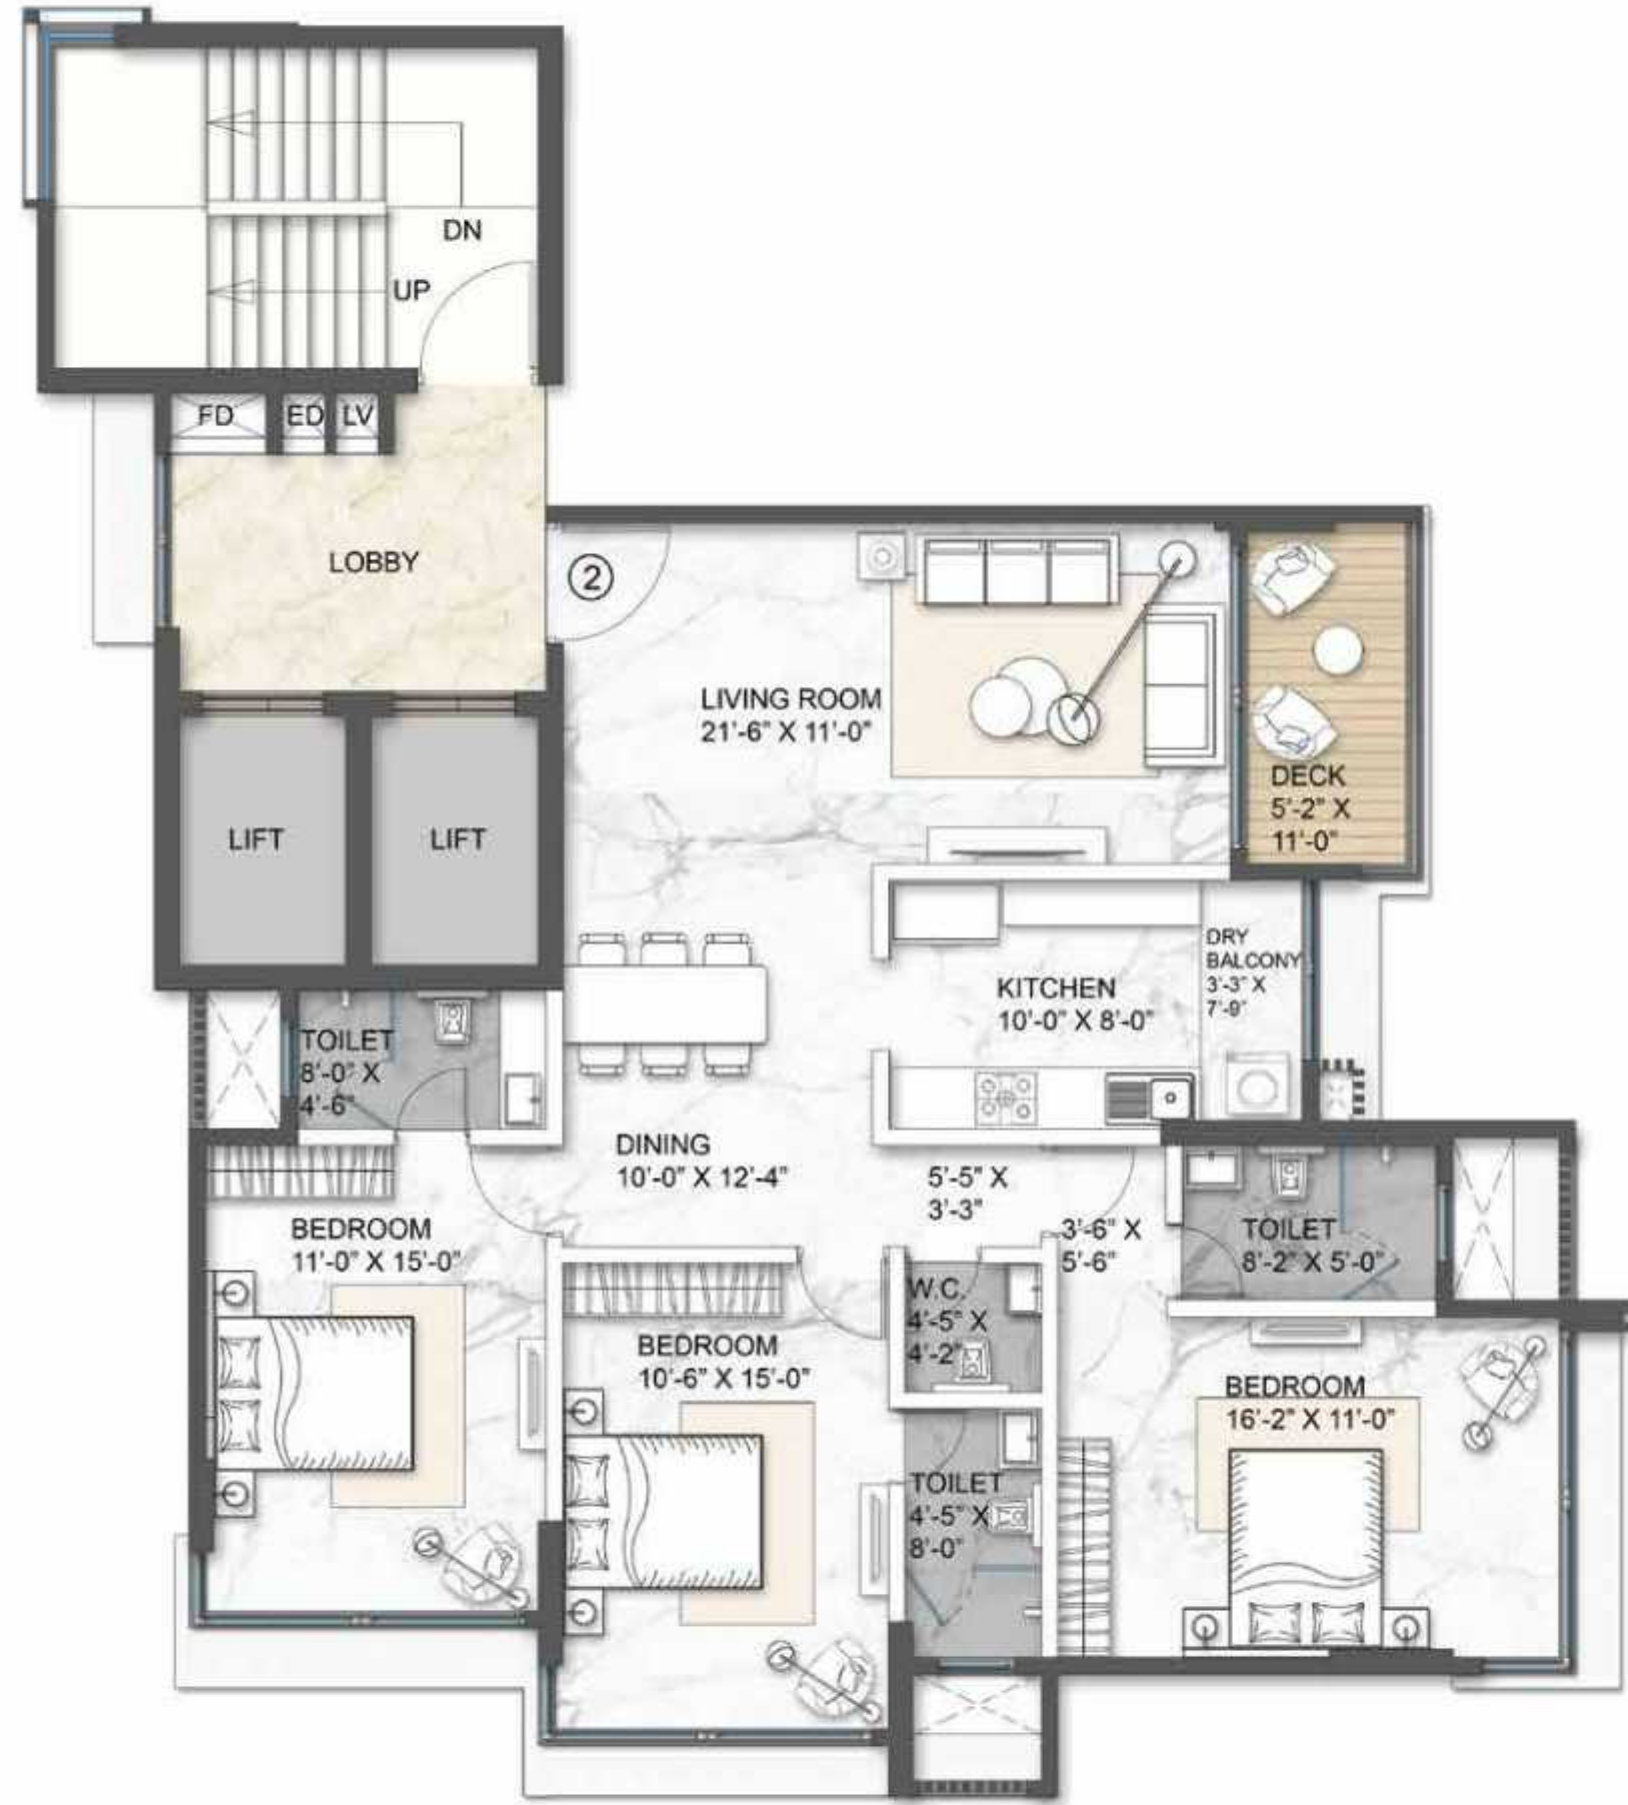 DN
UP
FD
ED
LV
LOBBY
2
LIVING ROOM
21'-6" X 11'-0"
DECK
5'-2" X
11'-0"
LIFT
LIFT
DRY
BALCONY
3'-3" X
7'-9"
KITCHEN
10'-0" X 8'-0"
TOILET
8'-0" X
4'-6"
DINING
10'-0" X 12'-4"
5'-5" X
3'-3"
3'-6" X
5'-6"
TOILET
8'-2" X 5'-0"
BEDROOM
11'-0" X 15'-0"
W.C.
4'-5" X
4'-2"
BEDROOM
10'-6" X 15'-0"
BEDROOM
16'-2" X 11'-0"
TOILET
4'-5" X
8'-0"